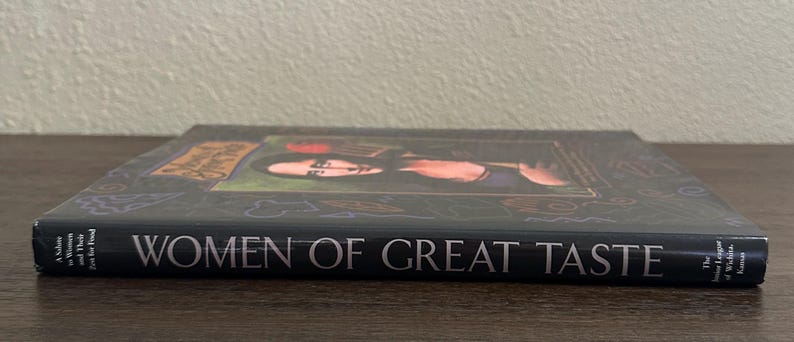 A Salute
to Women
and Their
Zest for Food
WOMEN OF GREAT TASTE
The
Junior League
of Wichita,
Kansas